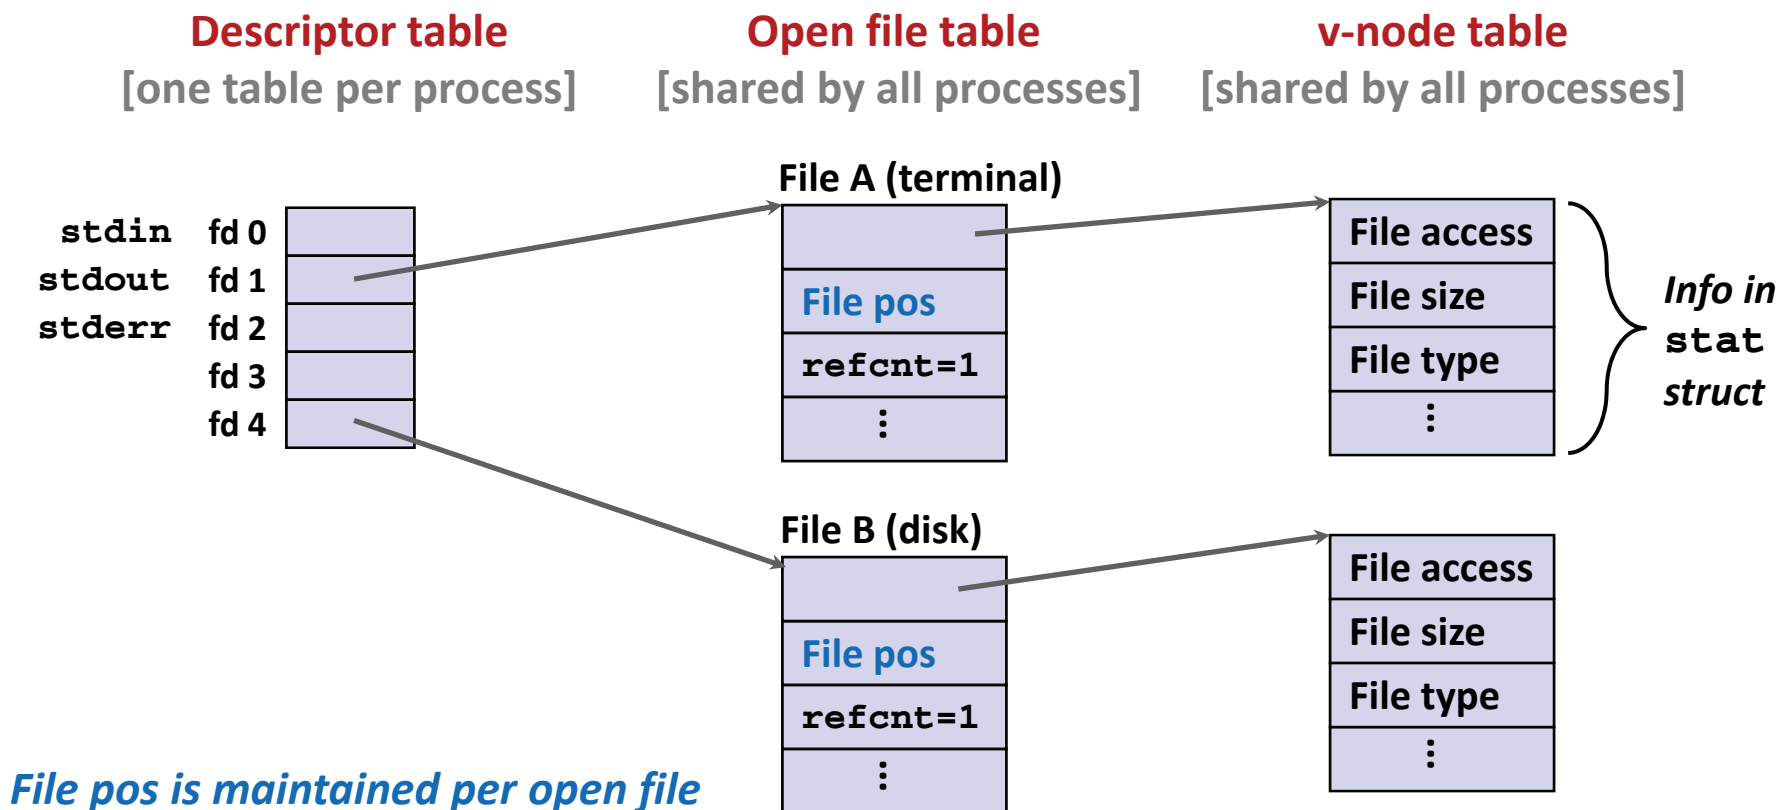 Descriptor table
[one table per process]
Open file table
[shared by all processes]
v-node table
[shared by all processes]
stdin fd 0
stdout fd 1
stderr fd 2
fd 3
fd 4
File A (terminal)
File pos
refcnt=1
⋮
File access
File size
File type
⋮
Info in
stat
struct
File B (disk)
File pos
refcnt=1
⋮
File access
File size
File type
⋮
File pos is maintained per open file